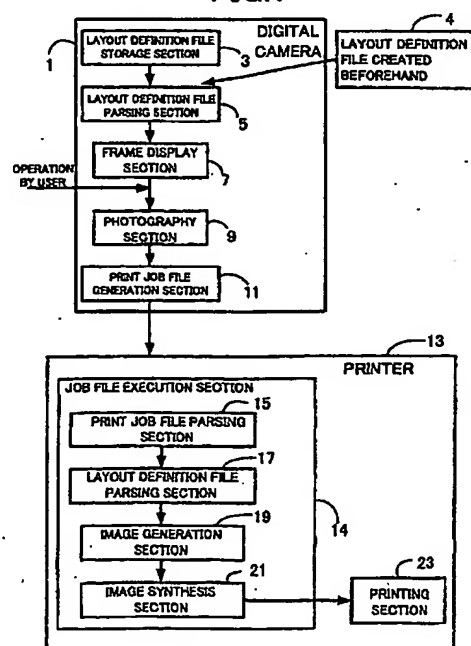 DIGITAL
CAMERA
1
LAYOUT DEFINITION FILE
STORAGE SECTION
3
4
LAYOUT DEFINITION
FILE CREATED
BEFOREHAND
LAYOUT DEFINITION FILE
PARSING SECTION
5
FRAME DISPLAY
SECTION
7
OPERATION
BY USER
PHOTOGRAPHY
SECTION
9
PRINT JOB FILE
GENERATION SECTION
11
13
PRINTER
JOB FILE EXECUTION SECTION
15
PRINT JOB FILE PARSING
SECTION
17
LAYOUT DEFINITION FILE
PARSING SECTION
19
IMAGE GENERATION
SECTION
14
21
IMAGE SYNTHESIS
SECTION
23
PRINTING
SECTION